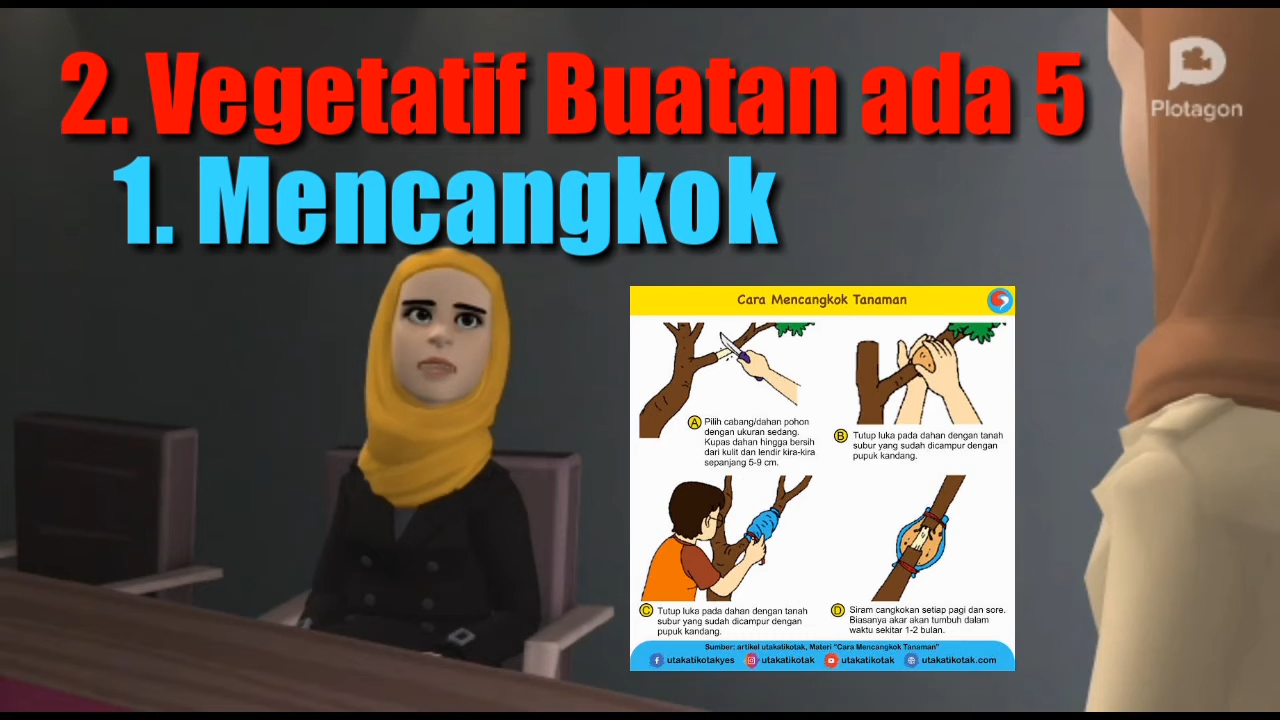 2. Vegetatif Buatan ada 5
1. Mencangkok
Plotagon
Cara Mencangkok Tanaman
A Pilih cabang/dahan pohon
dengan ukuran sedang.
Kupas dahan hingga bersih
dari kulit dan lendir kira-kira
sepanjang 5-9 cm.
B Tutup luka pada dahan dengan tanah
subur yang sudah dicampur dengan
pupuk kandang.
C Tutup luka pada dahan dengan tanah
subur yang sudah dicampur dengan
pupuk kandang.
D Siram cangkokan setiap pagi dan sore.
Biasanya akar akan tumbuh dalam
waktu sekitar 1-2 bulan.
Sumber: artikel utakatikotak, Materi "Cara Mencangkok Tanaman"
utakatikotakyes utakatikotak utakatikotak utakatikotak.com